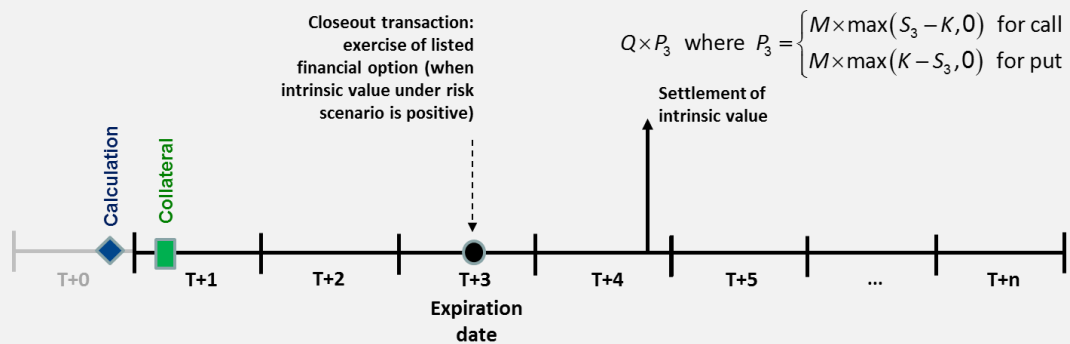 Closeout transaction:
exercise of listed
financial option (when
intrinsic value under risk
scenario is positive)
Q × P₃ where P₃ = { M × max(S₃ − K, 0) for call
M × max(K − S₃, 0) for put
Settlement of
intrinsic value
Calculation
Collateral
T+0 T+1 T+2 T+3 T+4 T+5 ... T+n
Expiration
date